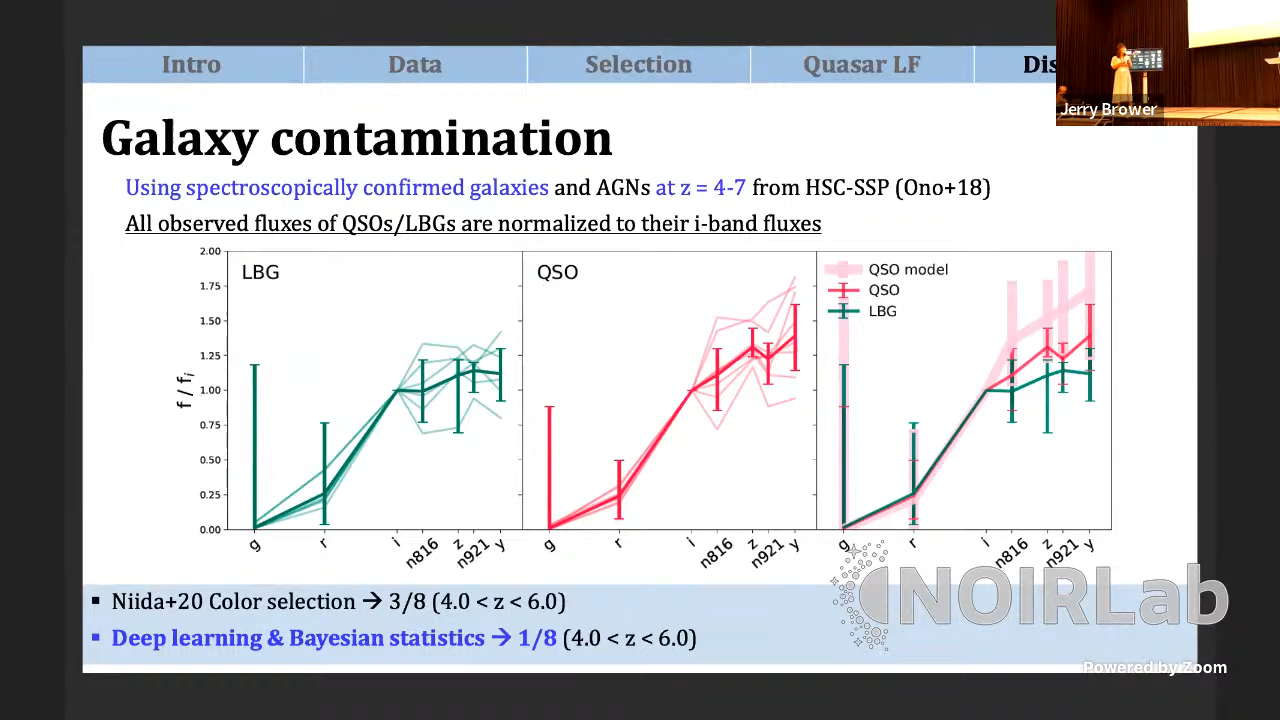 Intro Data Selection Quasar LF
Jerry Brower
Galaxy contamination
Using spectroscopically confirmed galaxies and AGNs at z = 4-7 from HSC-SSP (Ono+18)
All observed fluxes of QSOs/LBGs are normalized to their i-band fluxes
LBG
QSO
QSO model
QSO
LBG
f / fi
2.00
1.75
1.50
1.25
1.00
0.75
0.50
0.25
0.00
g r i n816 z n921 y
g r i n816 z n921 y
g r i n816 z n921 y
▪ Niida+20 Color selection → 3/8 (4.0 < z < 6.0)
▪ Deep learning & Bayesian statistics → 1/8 (4.0 < z < 6.0)
NOIRLab
Powered by Zoom